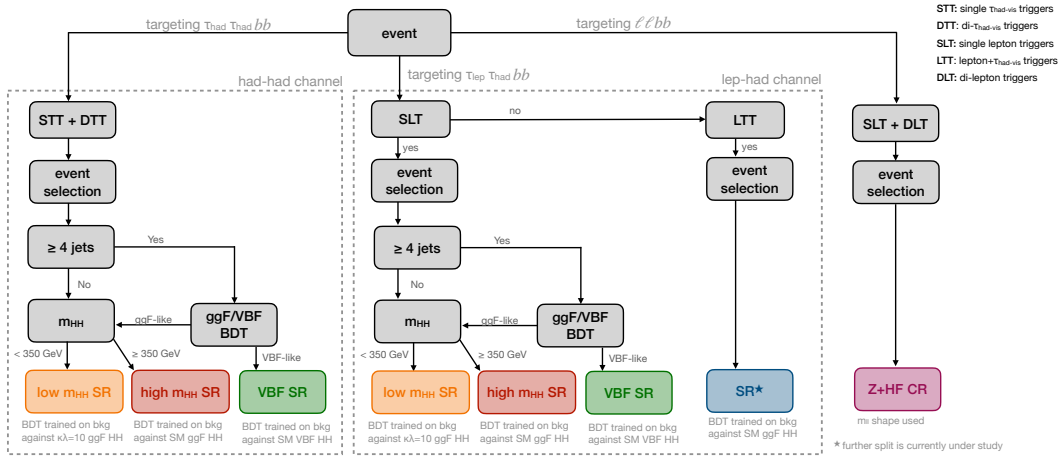 targeting τhad τhad bb
event
targeting ℓℓbb
STT: single τhad-vis triggers
DTT: di-τhad-vis triggers
SLT: single lepton triggers
LTT: lepton+τhad-vis triggers
DLT: di-lepton triggers
targeting τlep τhad bb
had-had channel
lep-had channel
STT + DTT
SLT
no
LTT
SLT + DLT
yes
yes
event
selection
event
selection
event
selection
event
selection
≥ 4 jets
Yes
≥ 4 jets
Yes
No
No
mHH
ggF-like
ggF/VBF
BDT
mHH
ggF-like
ggF/VBF
BDT
< 350 GeV
≥ 350 GeV
VBF-like
< 350 GeV
≥ 350 GeV
VBF-like
low mHH SR
high mHH SR
VBF SR
low mHH SR
high mHH SR
VBF SR
SR★
Z+HF CR
BDT trained on bkg
against κλ=10 ggF HH
BDT trained on bkg
against SM ggF HH
BDT trained on bkg
against SM VBF HH
BDT trained on bkg
against κλ=10 ggF HH
BDT trained on bkg
against SM ggF HH
BDT trained on bkg
against SM VBF HH
BDT trained on bkg
against SM ggF HH
mll shape used
★ further split is currently under study